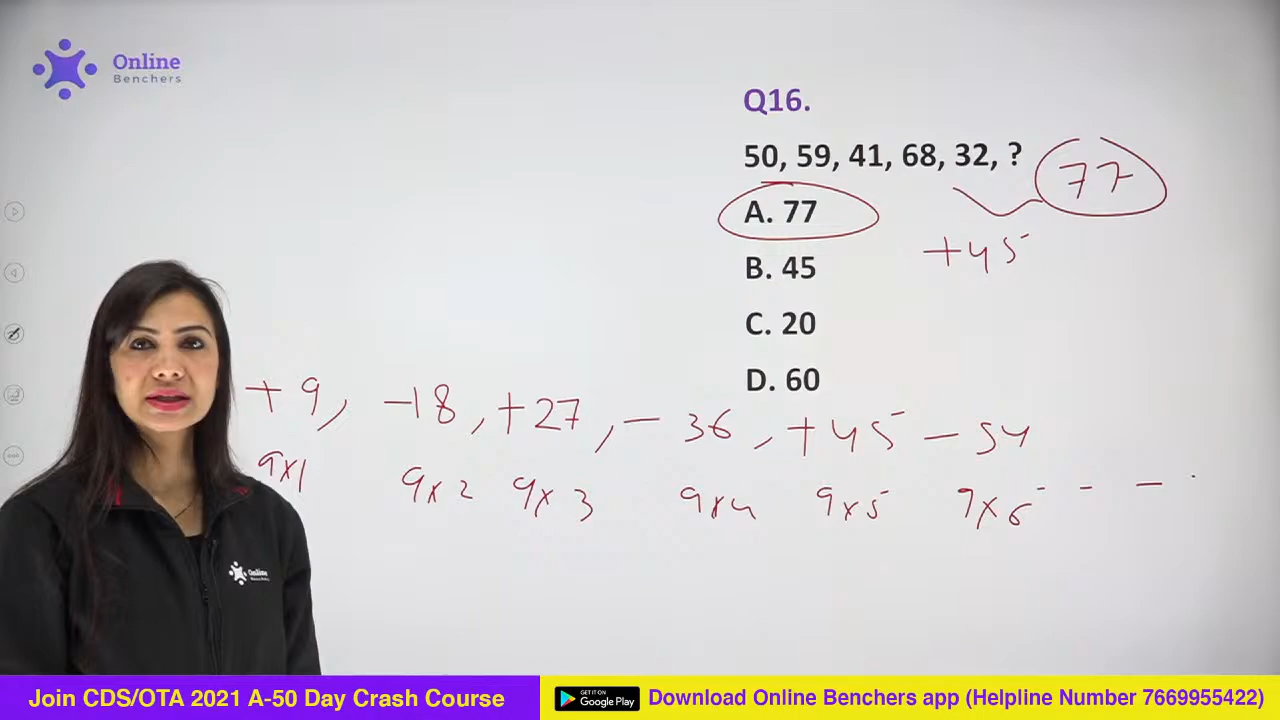 Online
Benchers
Q16.
50, 59, 41, 68, 32, ?
77
A. 77
+45
B. 45
C. 20
D. 60
+9, -18, +27, - 36, +45 - 54
9x1 9x2 9x3 9x4 9x5 9x6 - - -
Online
Join CDS/OTA 2021 A-50 Day Crash Course
GET IT ON
Google Play
Download Online Benchers app (Helpline Number 7669955422)